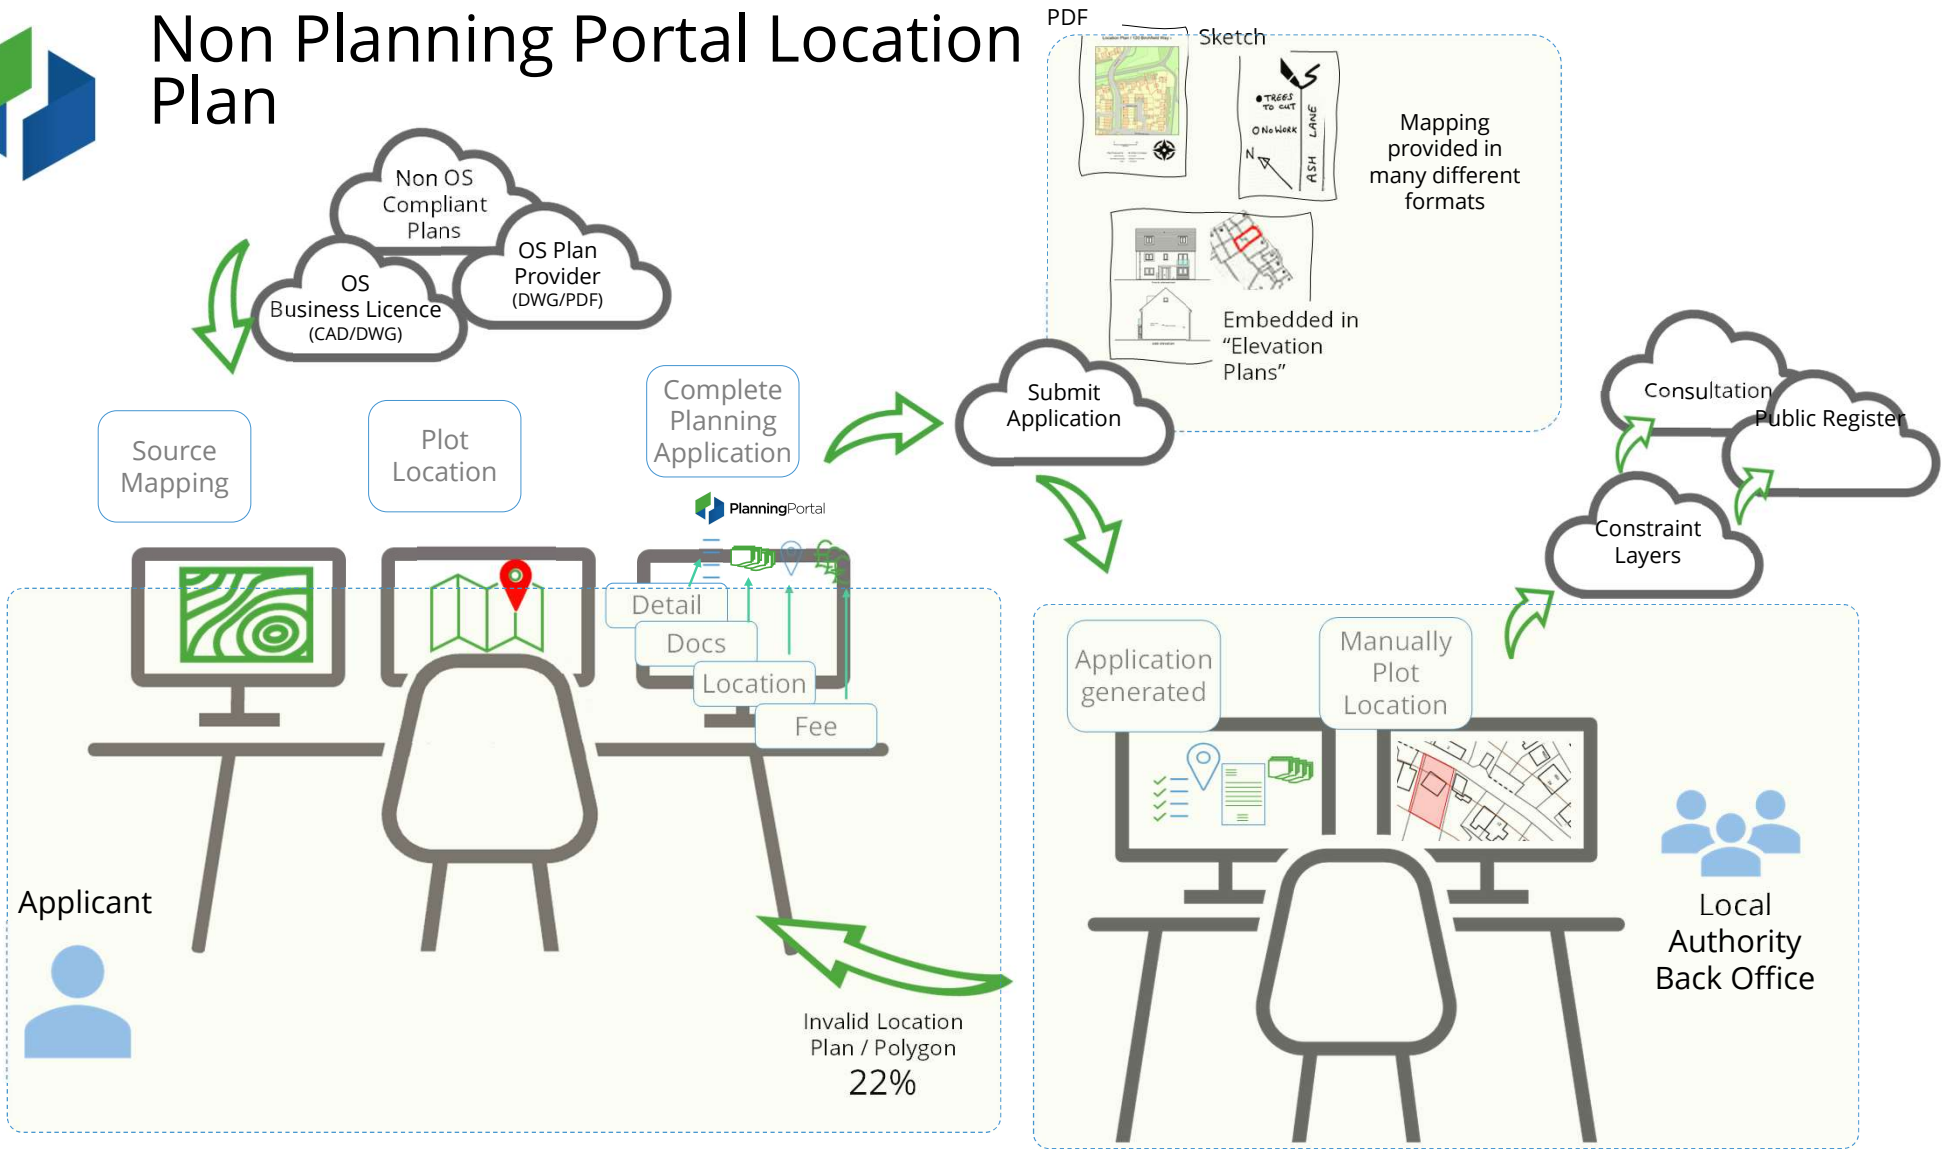 Non Planning Portal Location
Plan
PDF
Sketch
Location Plan
TREES
TO CUT
NO WORK
N
ASH LANE
S
Mapping
provided in
many different
formats
Embedded in
“Elevation
Plans”
Non OS
Compliant
Plans
OS Plan
Provider
(DWG/PDF)
OS
Business Licence
(CAD/DWG)
Source
Mapping
Plot
Location
Complete
Planning
Application
PlanningPortal
Submit
Application
Detail
Docs
Location
Fee
Consultation
Public Register
Constraint
Layers
Application
generated
Manually
Plot
Location
Applicant
Invalid Location
Plan / Polygon
22%
Local
Authority
Back Office